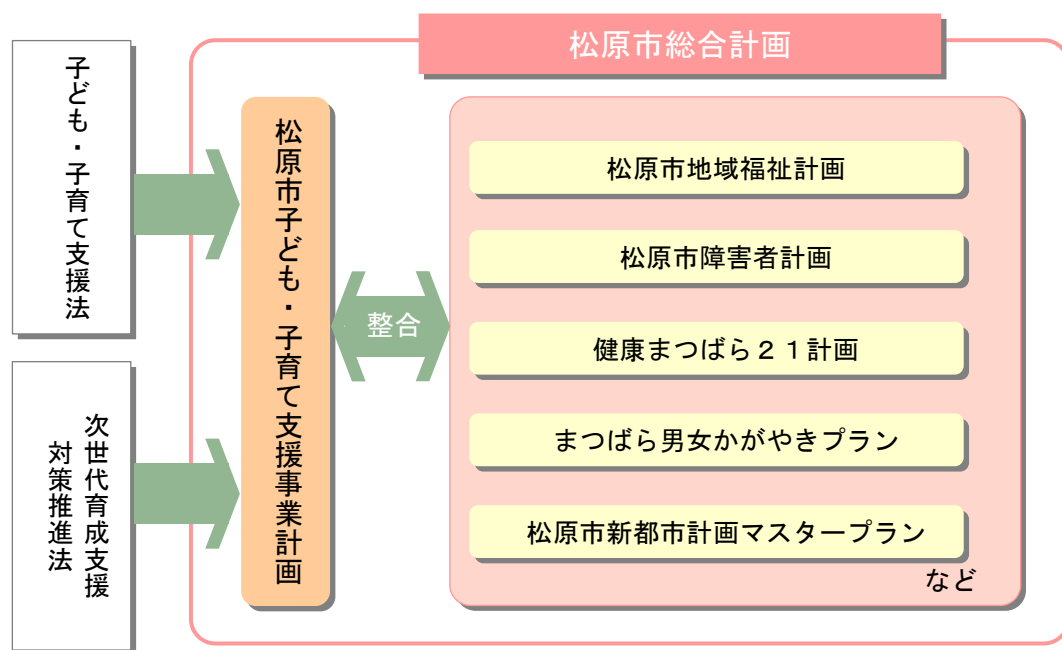 松原市総合計画
子ども・子育て支援法
次世代育成支援
対策推進法
松原市子ども・子育て支援事業計画
整合
松原市地域福祉計画
松原市障害者計画
健康まつばら２１計画
まつばら男女かがやきプラン
松原市新都市計画マスタープラン
など